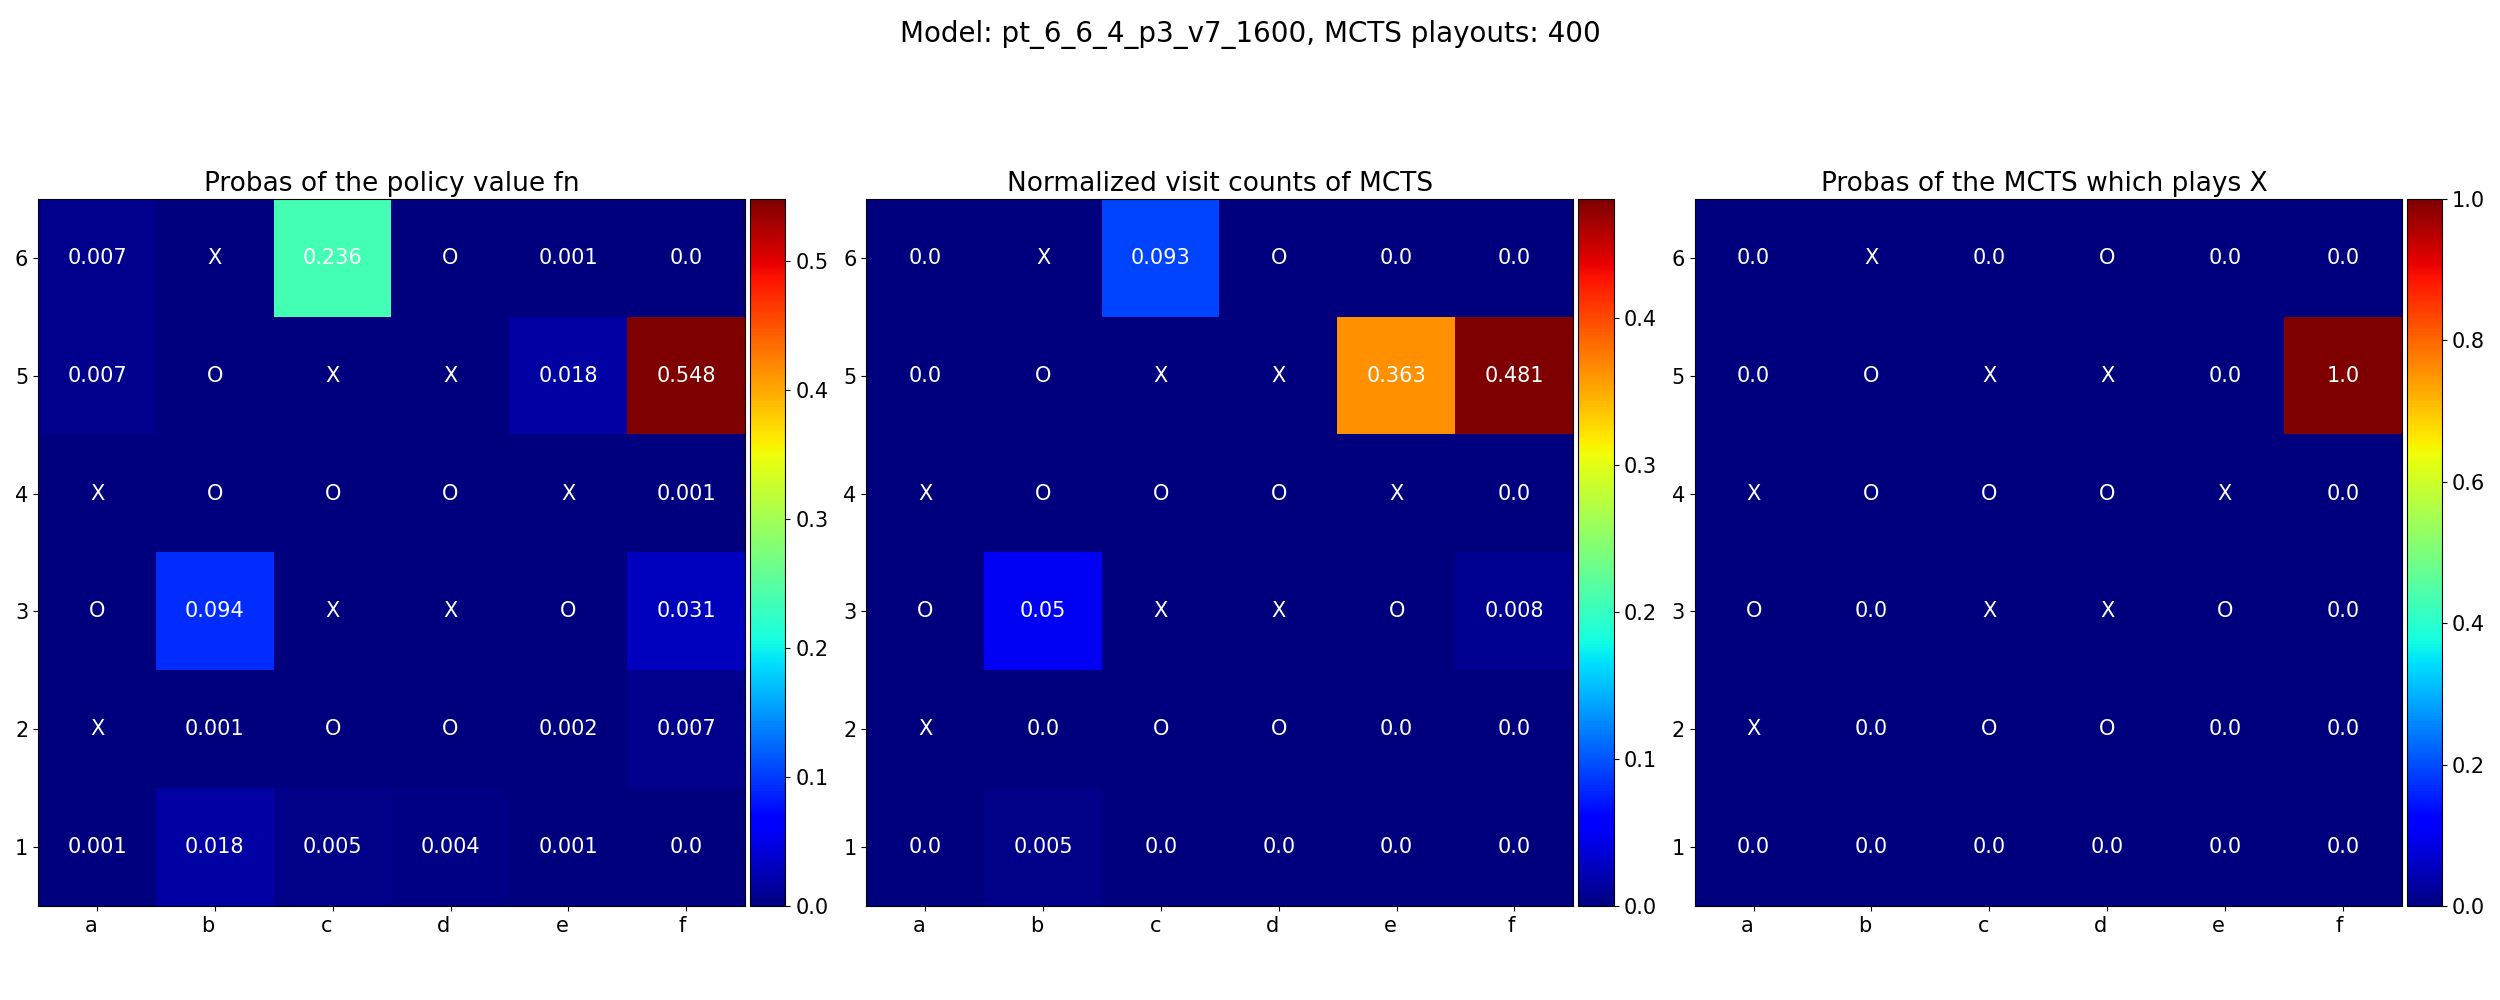 Model: pt_6_6_4_p3_v7_1600, MCTS playouts: 400
Probas of the policy value fn
6 0.007 X 0.236 O 0.001 0.0
5 0.007 O X X 0.018 0.548
4 X O O O X 0.001
3 O 0.094 X X O 0.031
2 X 0.001 O O 0.002 0.007
1 0.001 0.018 0.005 0.004 0.001 0.0
a b c d e f
0.5
0.4
0.3
0.2
0.1
0.0
Normalized visit counts of MCTS
6 0.0 X 0.093 O 0.0 0.0
5 0.0 O X X 0.363 0.481
4 X O O O X 0.0
3 O 0.05 X X O 0.008
2 X 0.0 O O 0.0 0.0
1 0.0 0.005 0.0 0.0 0.0 0.0
a b c d e f
0.4
0.3
0.2
0.1
0.0
Probas of the MCTS which plays X
6 0.0 X 0.0 O 0.0 0.0
5 0.0 O X X 0.0 1.0
4 X O O O X 0.0
3 O 0.0 X X O 0.0
2 X 0.0 O O 0.0 0.0
1 0.0 0.0 0.0 0.0 0.0 0.0
a b c d e f
1.0
0.8
0.6
0.4
0.2
0.0